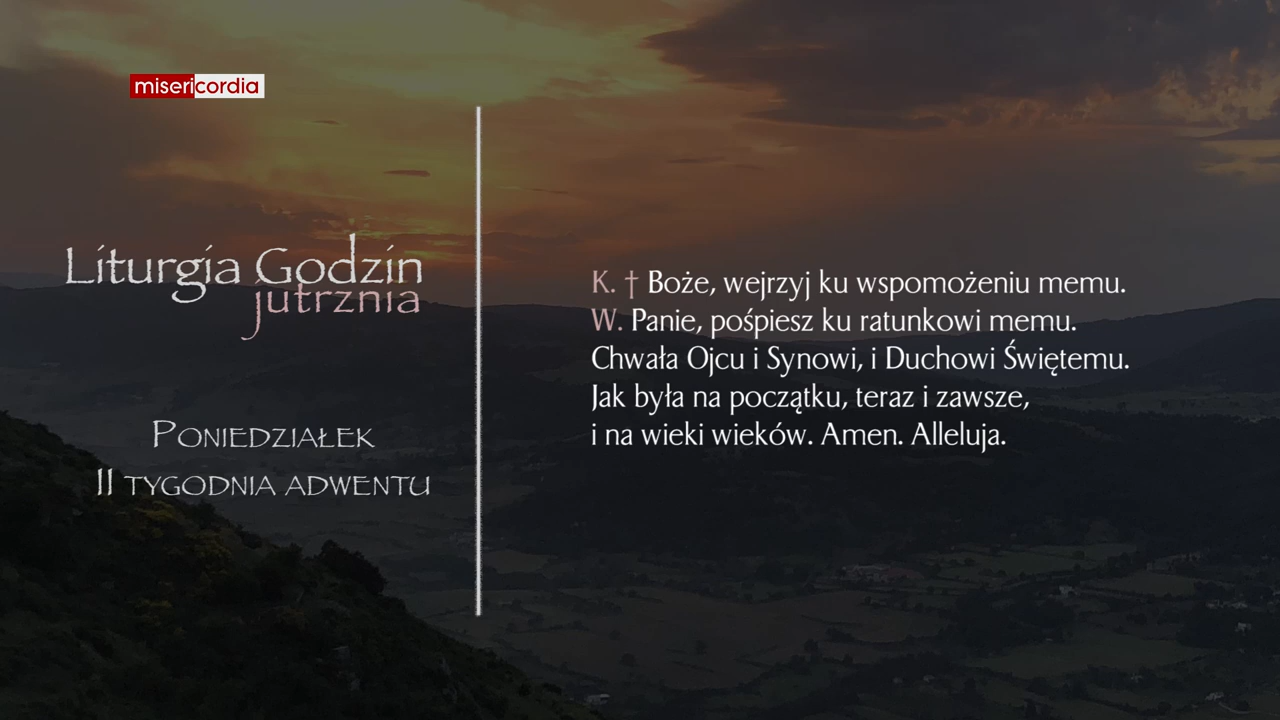 misericordia
Liturgia Godzin
jutrznia
Poniedziałek
II tygodnia adwentu
K. † Boże, wejrzyj ku wspomożeniu memu.
W. Panie, pośpiesz ku ratunkowi memu.
Chwała Ojcu i Synowi, i Duchowi Świętemu.
Jak była na początku, teraz i zawsze,
i na wieki wieków. Amen. Alleluja.